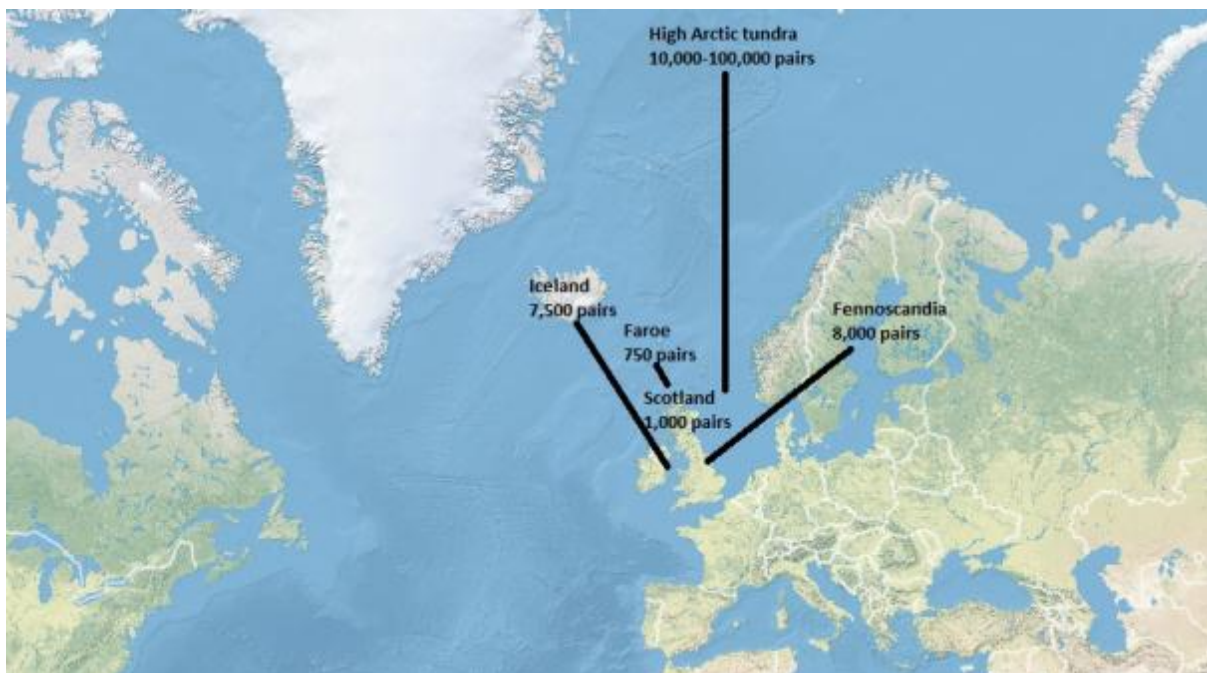 High Arctic tundra
10,000-100,000 pairs
Iceland
7,500 pairs
Faroe
750 pairs
Fennoscandia
8,000 pairs
Scotland
1,000 pairs